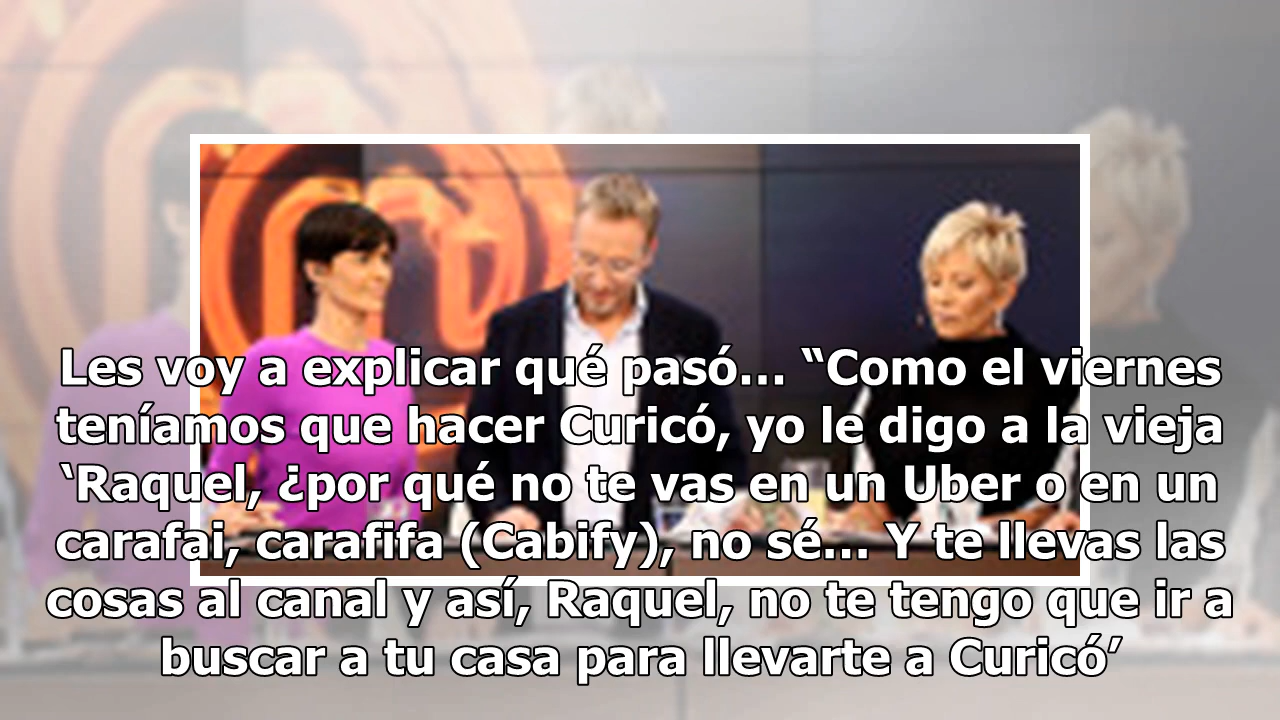 Les voy a explicar qué pasó... “Como el viernes
teníamos que hacer Curicó, yo le digo a la vieja
‘Raquel, ¿por qué no te vas en un Uber o en un
carafai, carafifa (Cabify), no sé... Y te llevas las
cosas al canal y así, Raquel, no te tengo que ir a
buscar a tu casa para llevarte a Curicó’